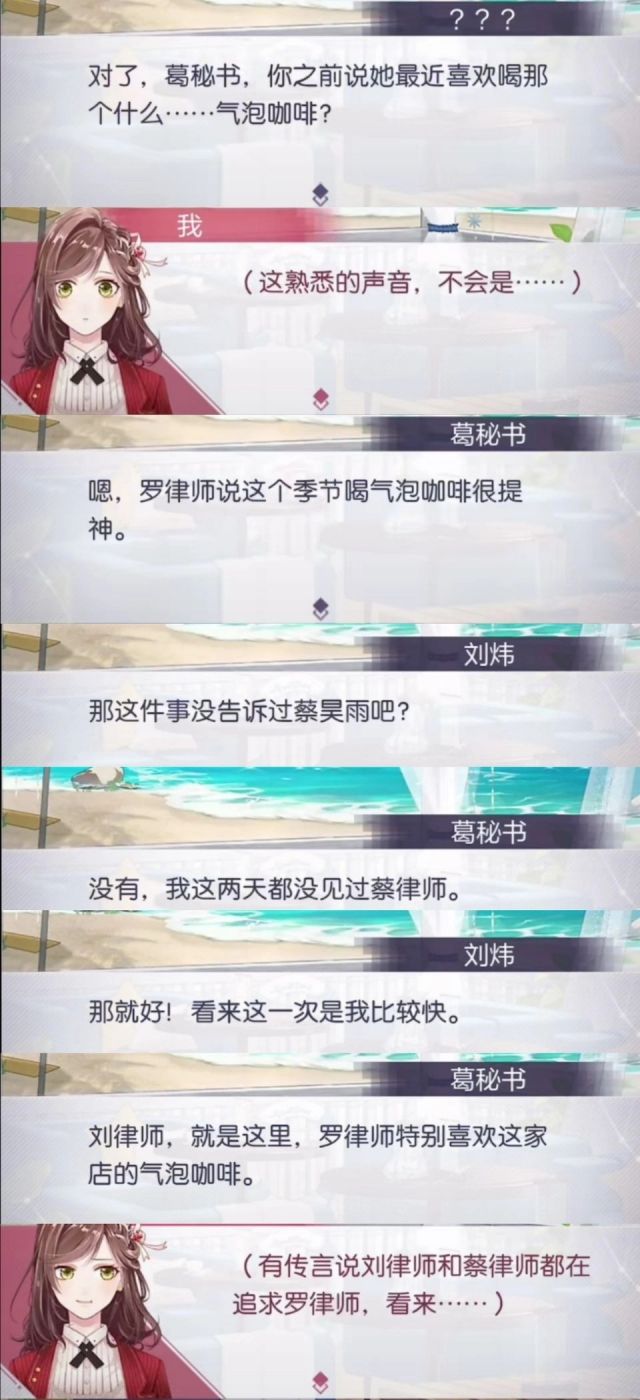 ？？？
对了，葛秘书，你之前说她最近喜欢喝那
个什么……气泡咖啡？
我
（这熟悉的声音，不会是……）
葛秘书
嗯，罗律师说这个季节喝气泡咖啡很提
神。
刘炜
那这件事没告诉过蔡昊雨吧？
葛秘书
没有，我这两天都没见过蔡律师。
刘炜
那就好！看来这一次是我比较快。
葛秘书
刘律师，就是这里，罗律师特别喜欢这家
店的气泡咖啡。
（有传言说刘律师和蔡律师都在
追求罗律师，看来……）